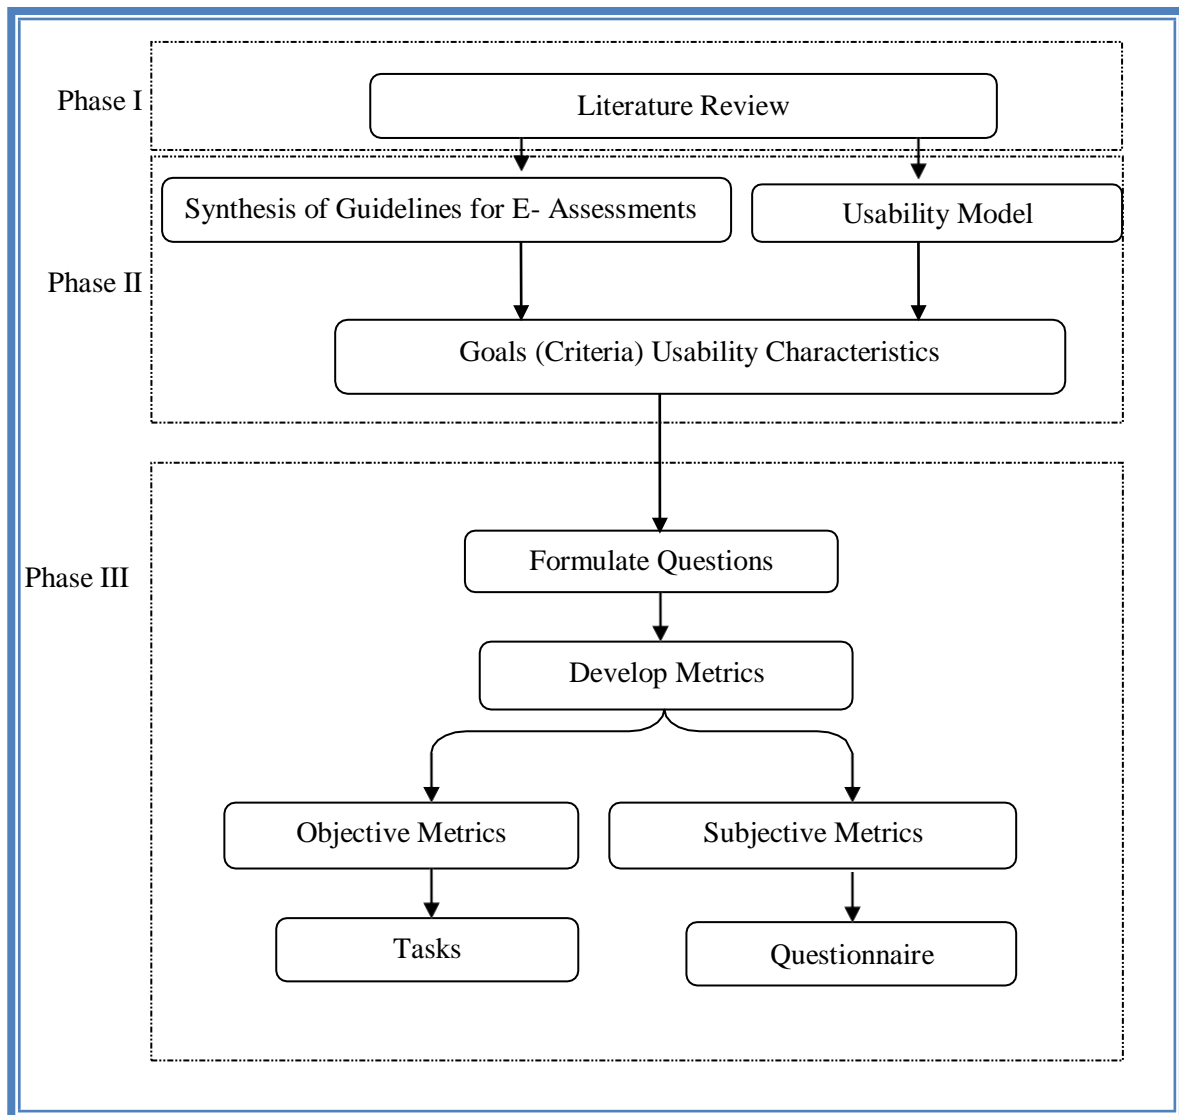 Phase I
Literature Review
Synthesis of Guidelines for E- Assessments
Usability Model
Phase II
Goals (Criteria) Usability Characteristics
Formulate Questions
Phase III
Develop Metrics
Objective Metrics
Subjective Metrics
Tasks
Questionnaire